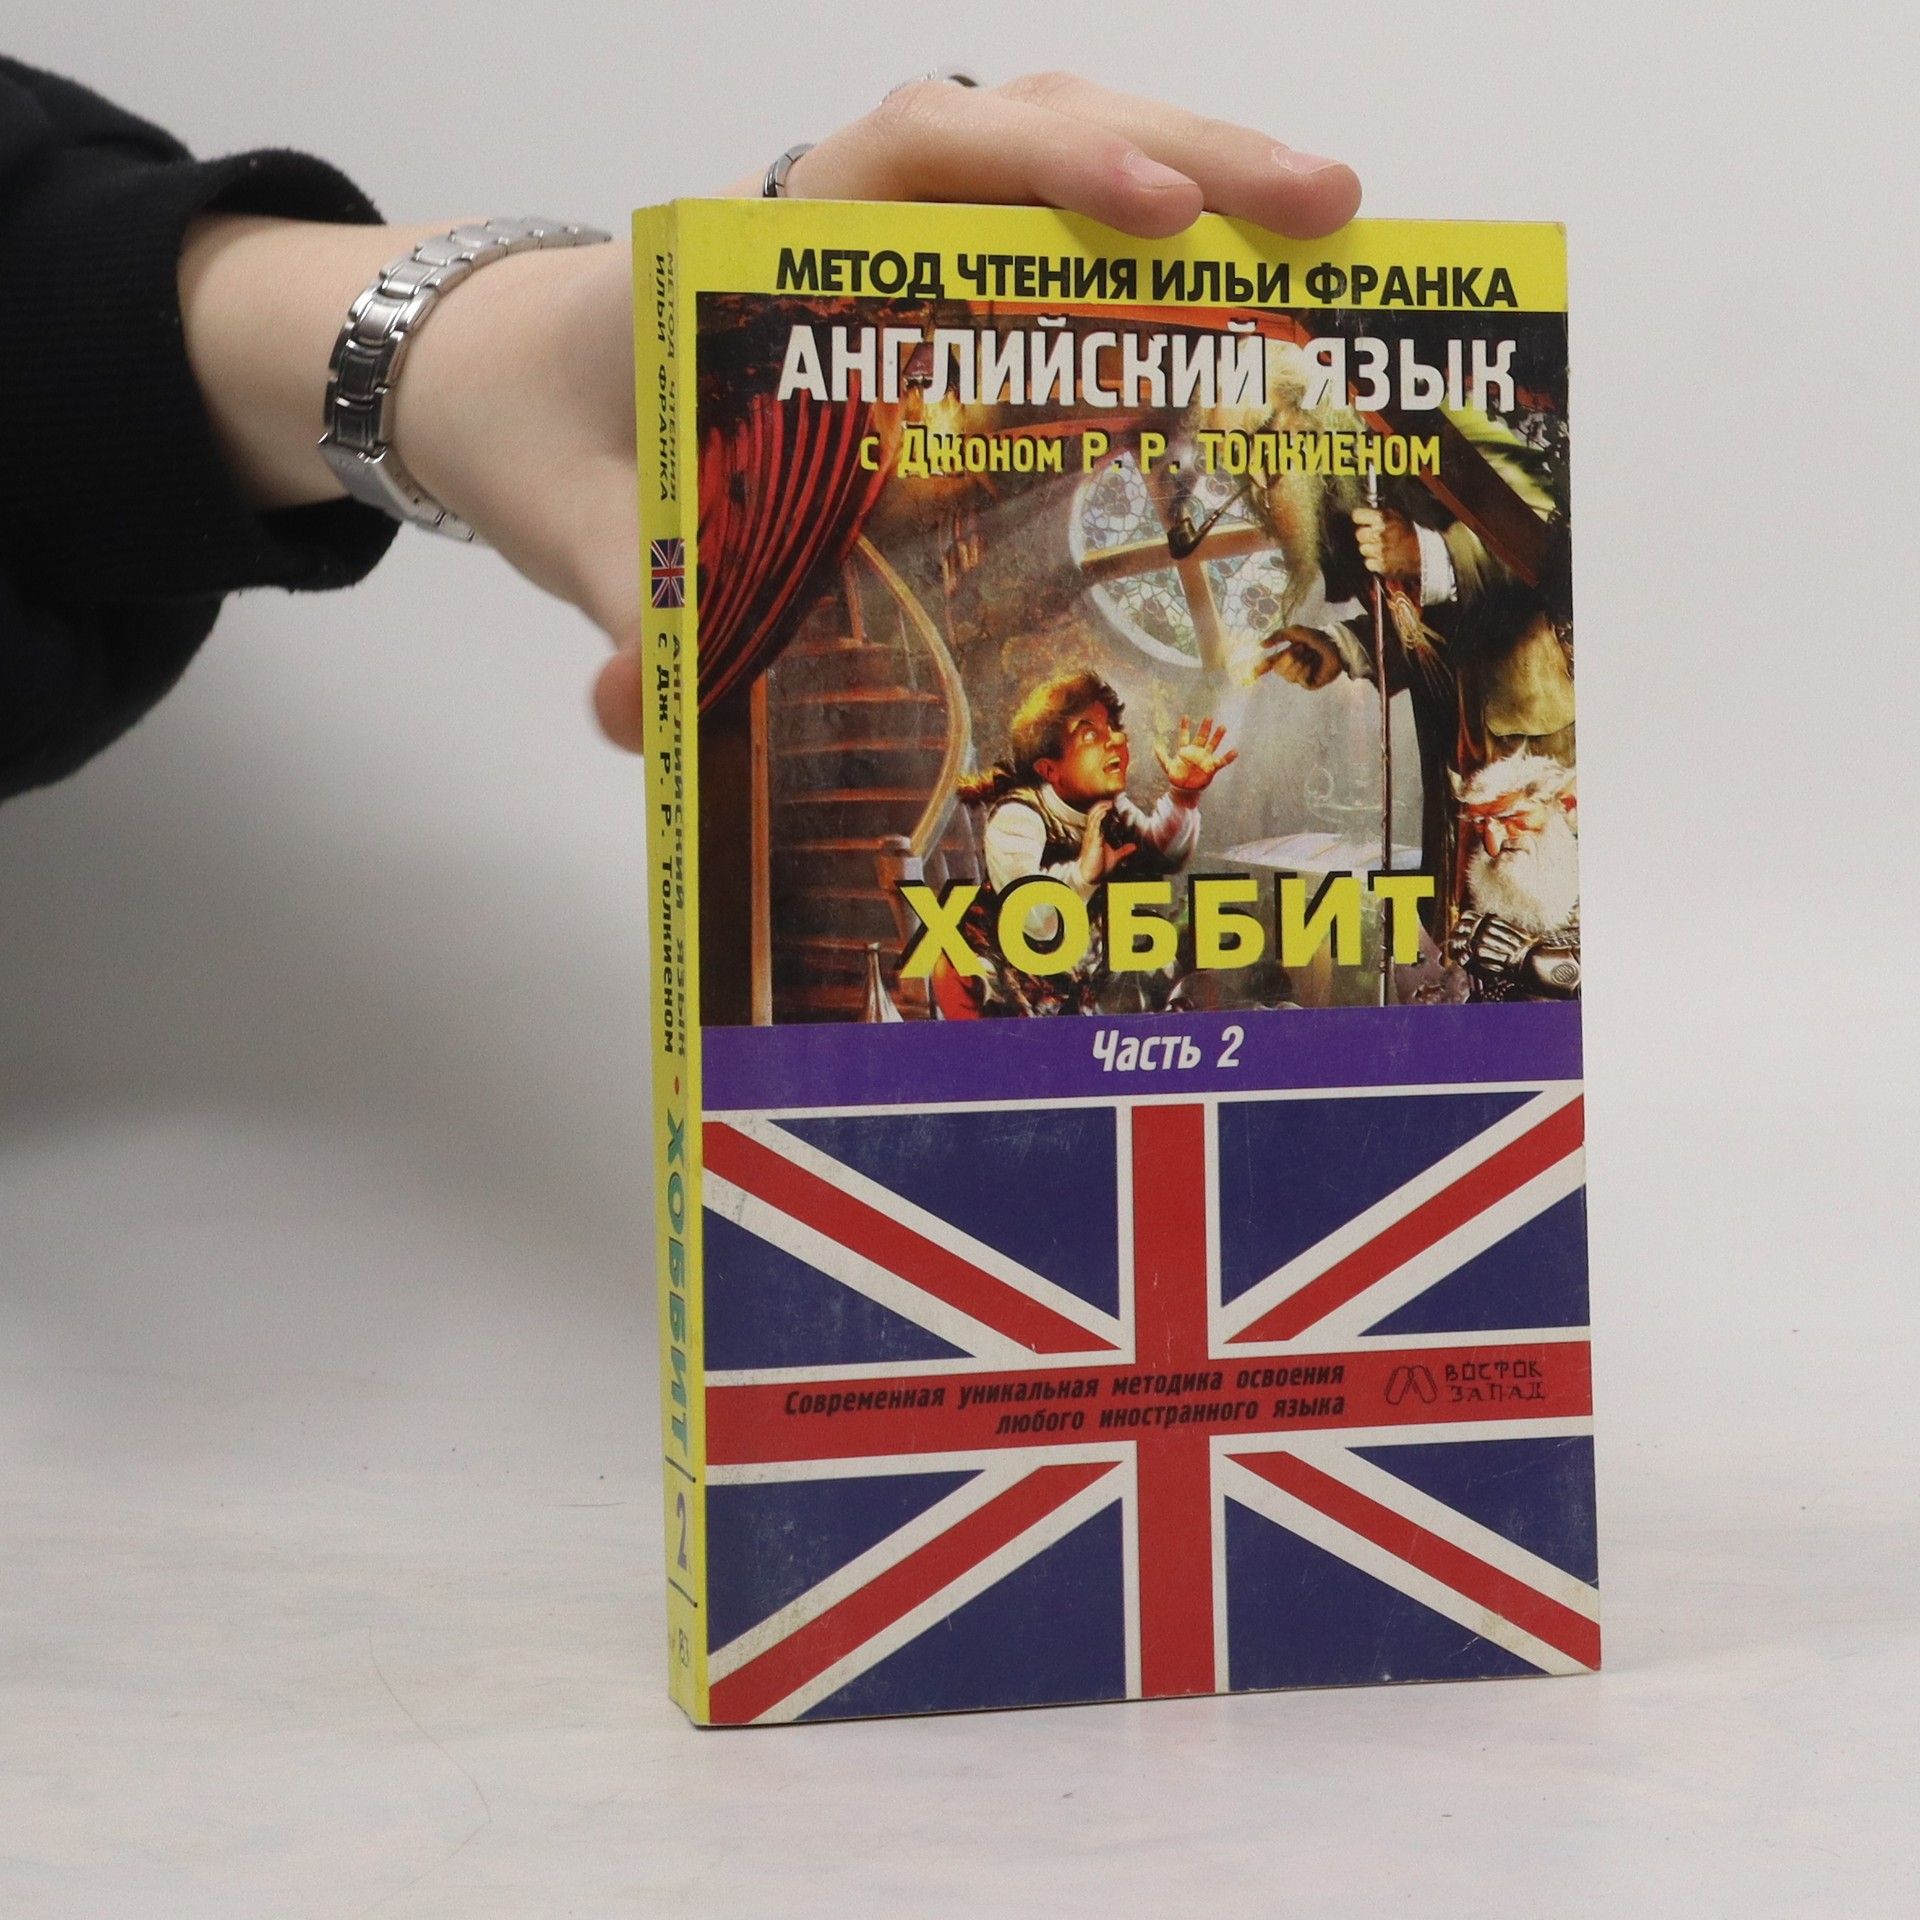 МЕТОД ЧТЕНИЯ ИЛЬИ ФРАНКА
АНГЛИЙСКИЙ ЯЗЫК
с Джоном Р. Р. ТОЛКИЕНОМ
ХОББИТ
Часть 2
Современная уникальная методика освоения
любого иностранного языка
ВОСТОК
ЗАПАД
МЕТОД ЧТЕНИЯ
ИЛЬИ ФРАНКА
АНГЛИЙСКИЙ ЯЗЫК
с Дж. Р. Р. Толкиеном
• ХОББИТ
2